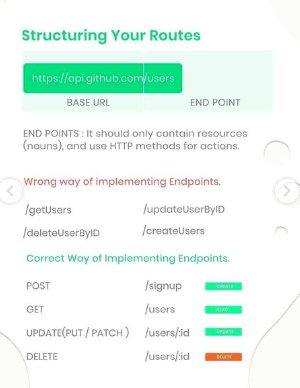 Structuring Your Routes
https://api.github.com/users
BASE URL END POINT
END POINTS : It should only contain resources
(nouns), and use HTTP methods for actions.
Wrong way of implementing Endpoints.
/getUsers /updateUserByID
/deleteUserByID /createUsers
Correct Way of Implementing Endpoints.
POST /signup CREATE
GET /users READ
UPDATE(PUT / PATCH ) /users/:id UPDATE
DELETE /users/:id DELETE